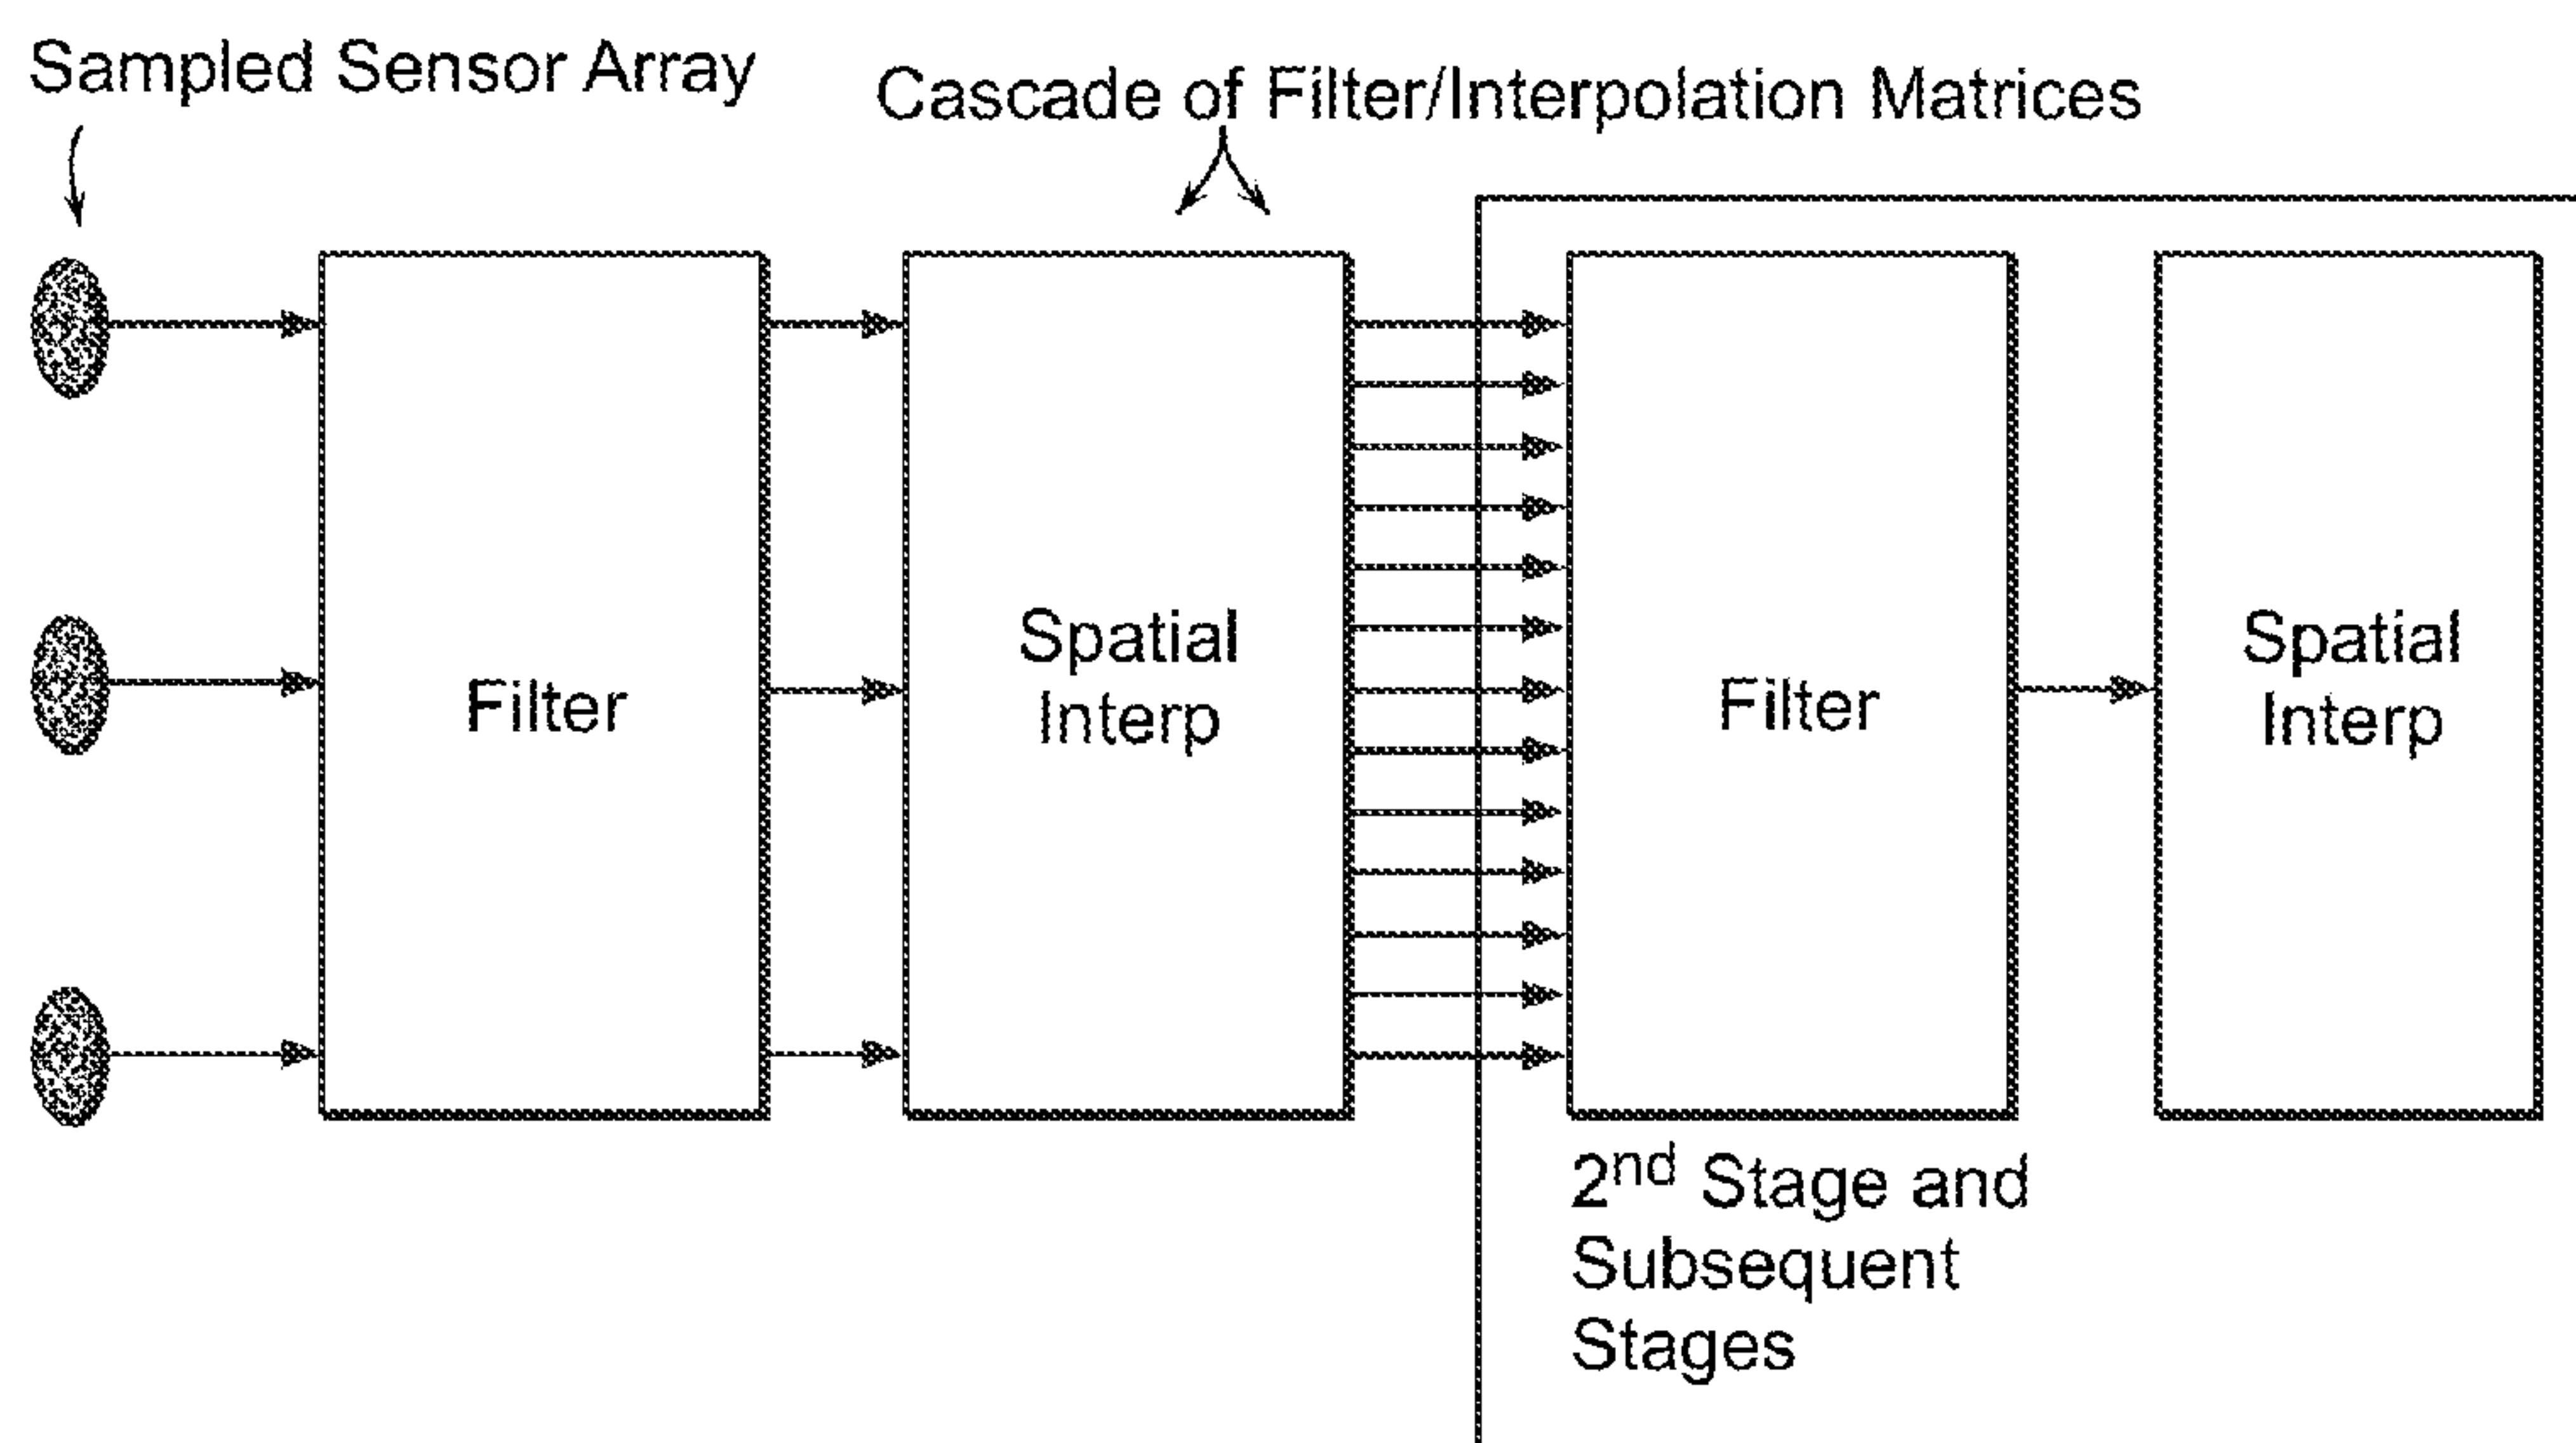 Sampled Sensor Array
Cascade of Filter/Interpolation Matrices
Filter
Spatial
Interp
Filter
Spatial
Interp
2nd Stage and
Subsequent
Stages